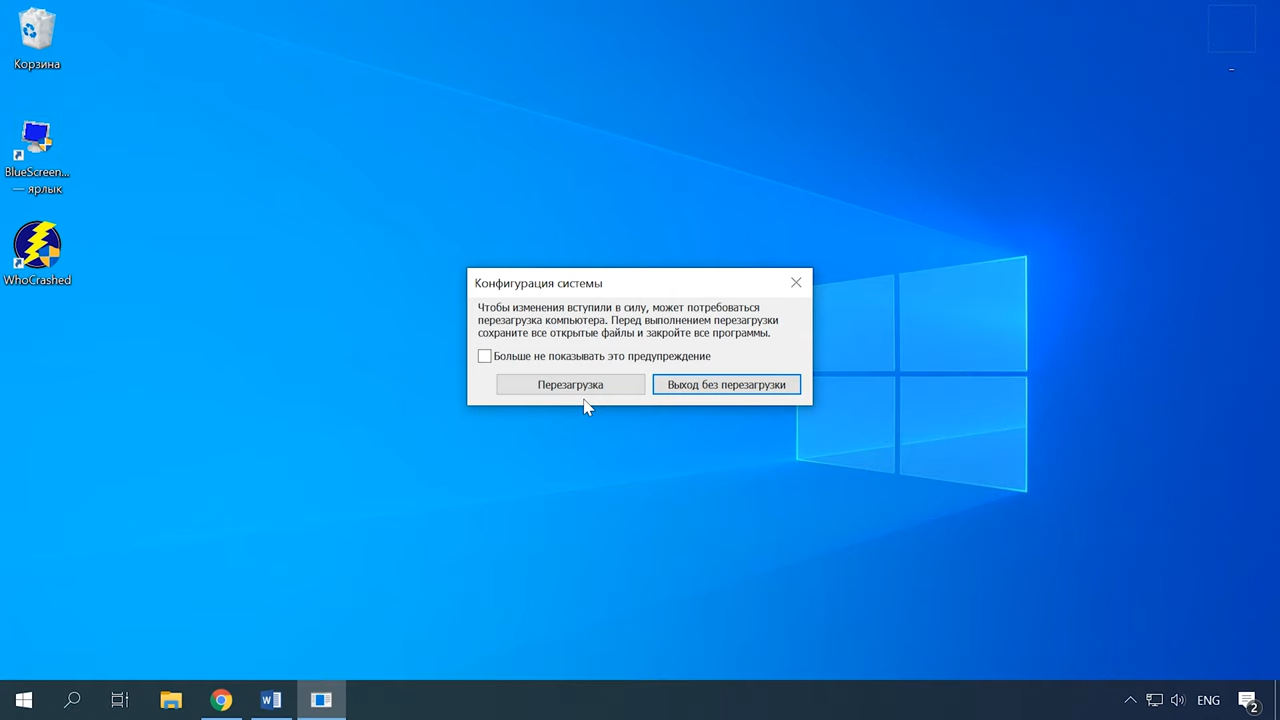 Корзина
BlueScreen...
— ярлык
WhoCrashed
Конфигурация системы
Чтобы изменения вступили в силу, может потребоваться
перезагрузка компьютера. Перед выполнением перезагрузки
сохраните все открытые файлы и закройте все программы.
Больше не показывать это предупреждение
Перезагрузка
Выход без перезагрузки
ENG
2